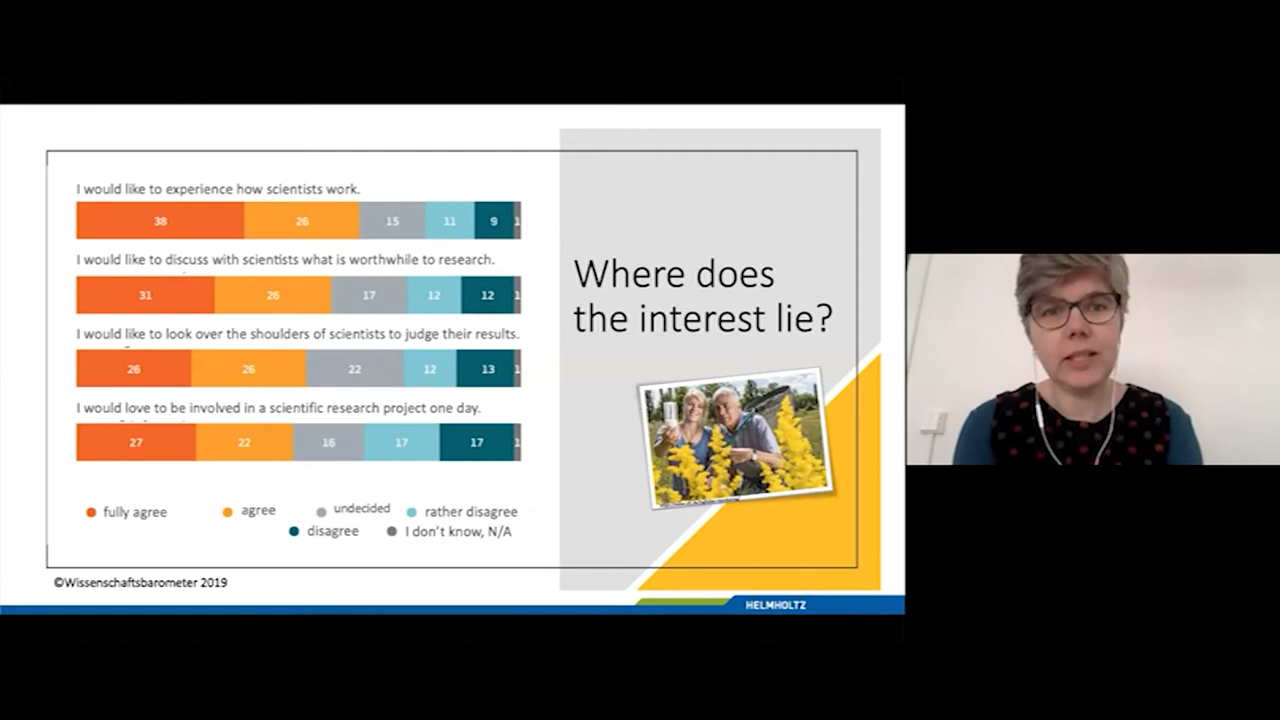 I would like to experience how scientists work.
38 26 15 11 9 1
I would like to discuss with scientists what is worthwhile to research.
31 26 17 12 12 1
I would like to look over the shoulders of scientists to judge their results.
26 26 22 12 13 1
I would love to be involved in a scientific research project one day.
27 22 16 17 17 1
fully agree agree undecided rather disagree
disagree I don't know, N/A
©Wissenschaftsbarometer 2019
Where does
the interest lie?
HELMHOLTZ